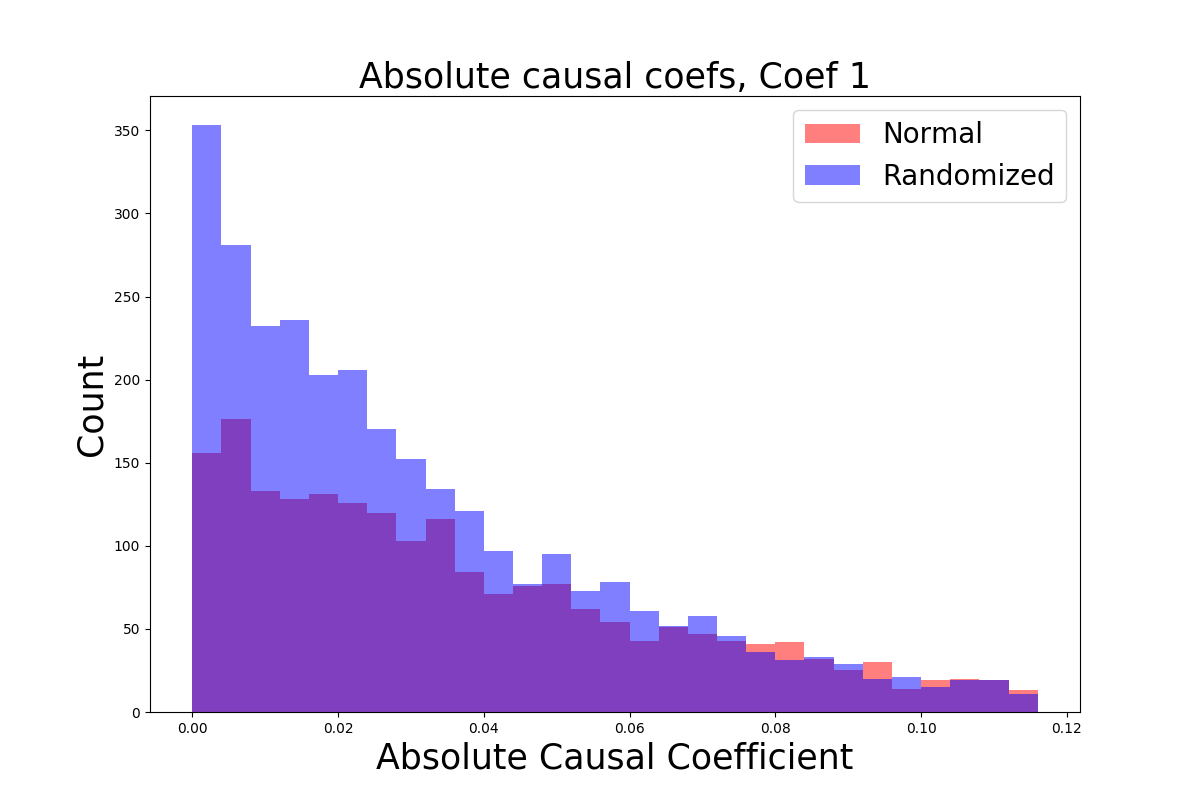 Absolute causal coefs, Coef 1
Normal
Randomized
350
300
250
200
150
100
50
0
Count
0.00 0.02 0.04 0.06 0.08 0.10 0.12
Absolute Causal Coefficient